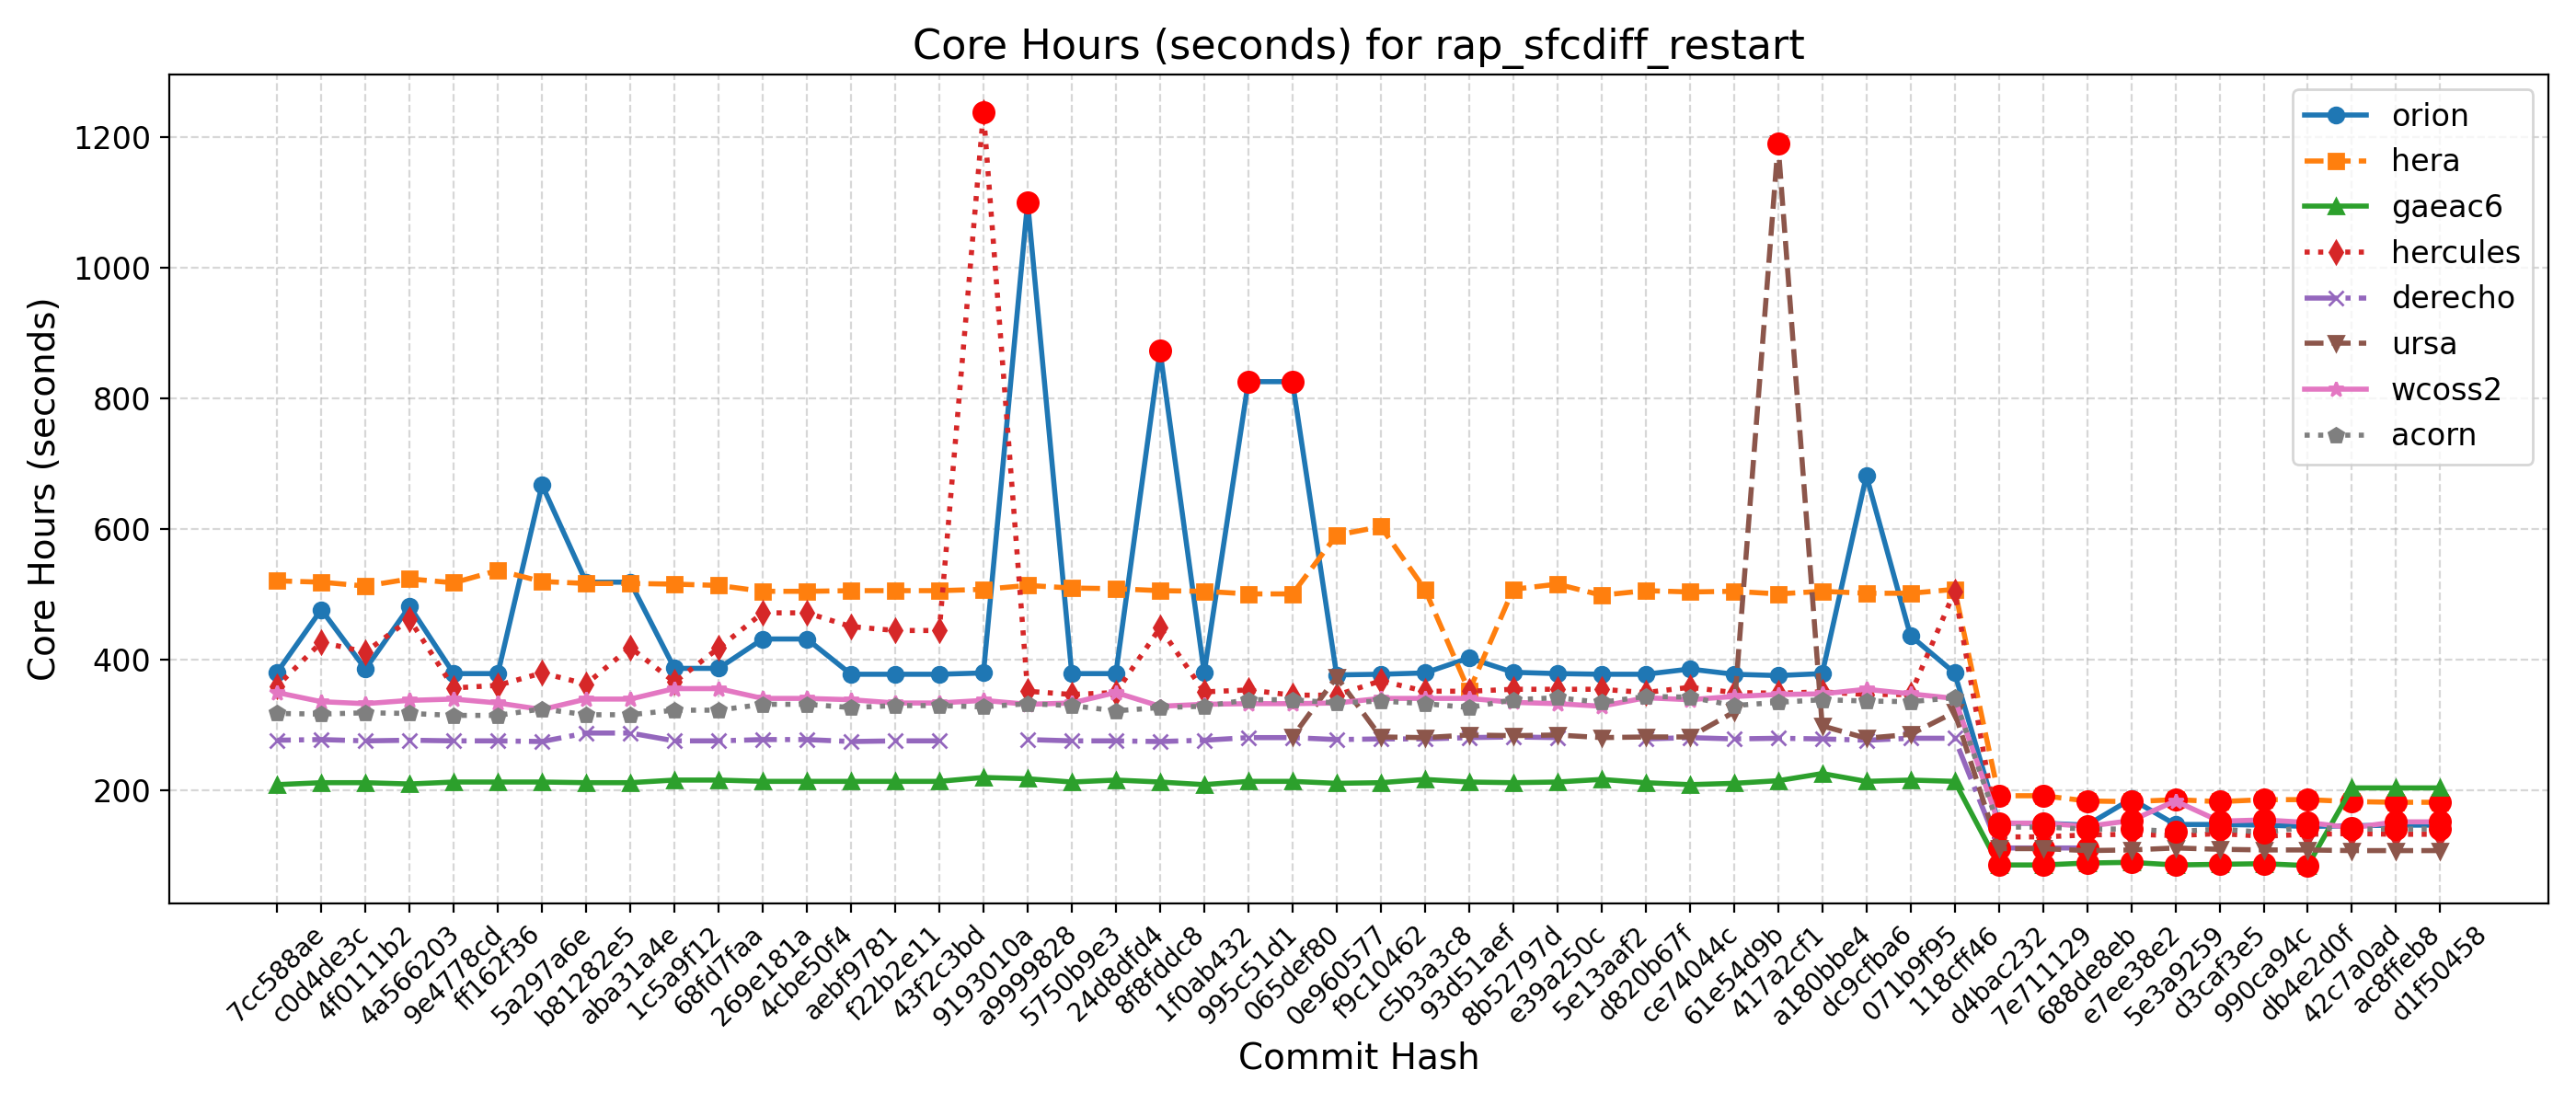 Core Hours (seconds) for rap_sfcdiff_restart
Core Hours (seconds)
1200
1000
800
600
400
200
orion
hera
gaeac6
hercules
derecho
ursa
wcoss2
acorn
7cc588ae
c0d4de3c
4f0111b2
4a566203
9e4778cd
ff162f36
5a297a6e
b81282e5
aba31a4e
1c5a9f12
68fd7faa
269e181a
4cbe50f4
aebf9781
f22b2e11
43f2c3bd
9193010a
a9999828
5750b9e3
24d8dfd4
8f8fddc8
1f0ab432
995c51d1
065def80
0e960577
f9c10462
c5b3a3c8
93d51aef
8b52797d
e39a250c
5e13aaf2
d820b67f
ce74044c
61e54d9b
417a2cf1
a180bbe4
dc9cfba6
071b9f95
118cff46
d4bac232
7e711129
688de8eb
e7ee38e2
5e3a9259
d3caf3e5
990ca94c
db4e2d0f
42c7a0ad
ac8ffeb8
d1f50458
Commit Hash